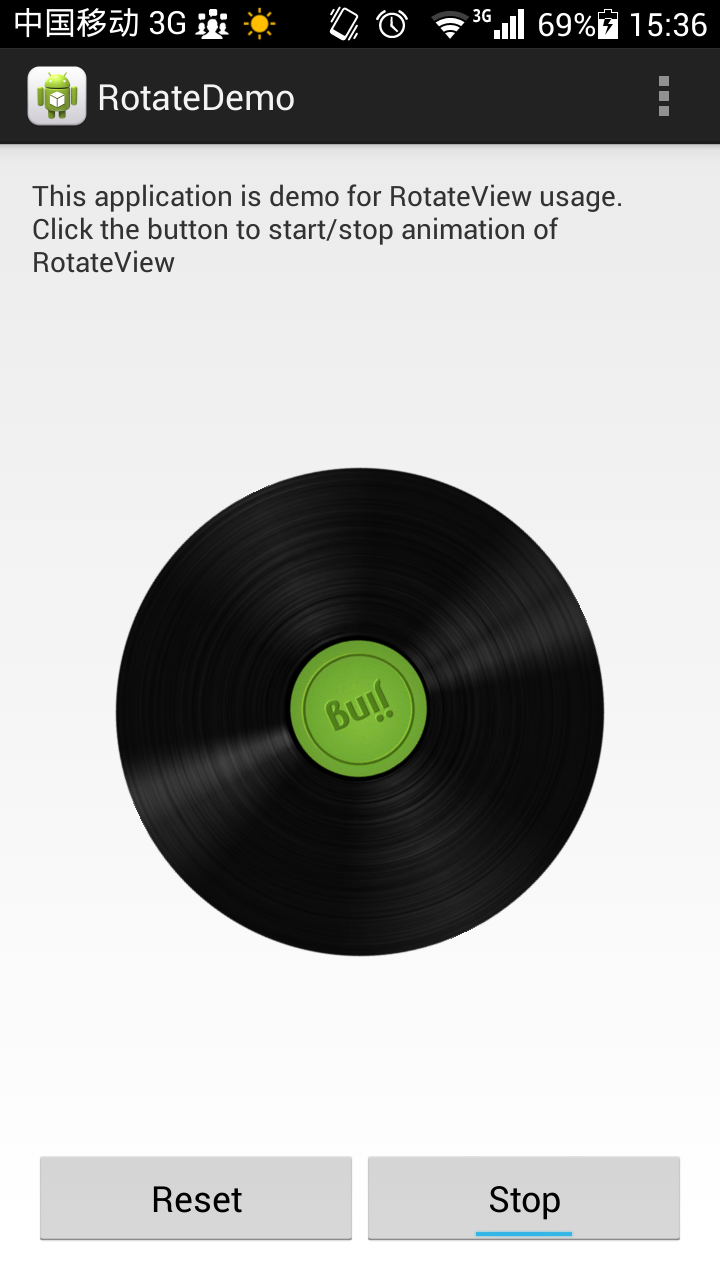 中国移动 3G 3G 69% 15:36
RotateDemo
This application is demo for RotateView usage.
Click the button to start/stop animation of
RotateView
jing
Reset Stop